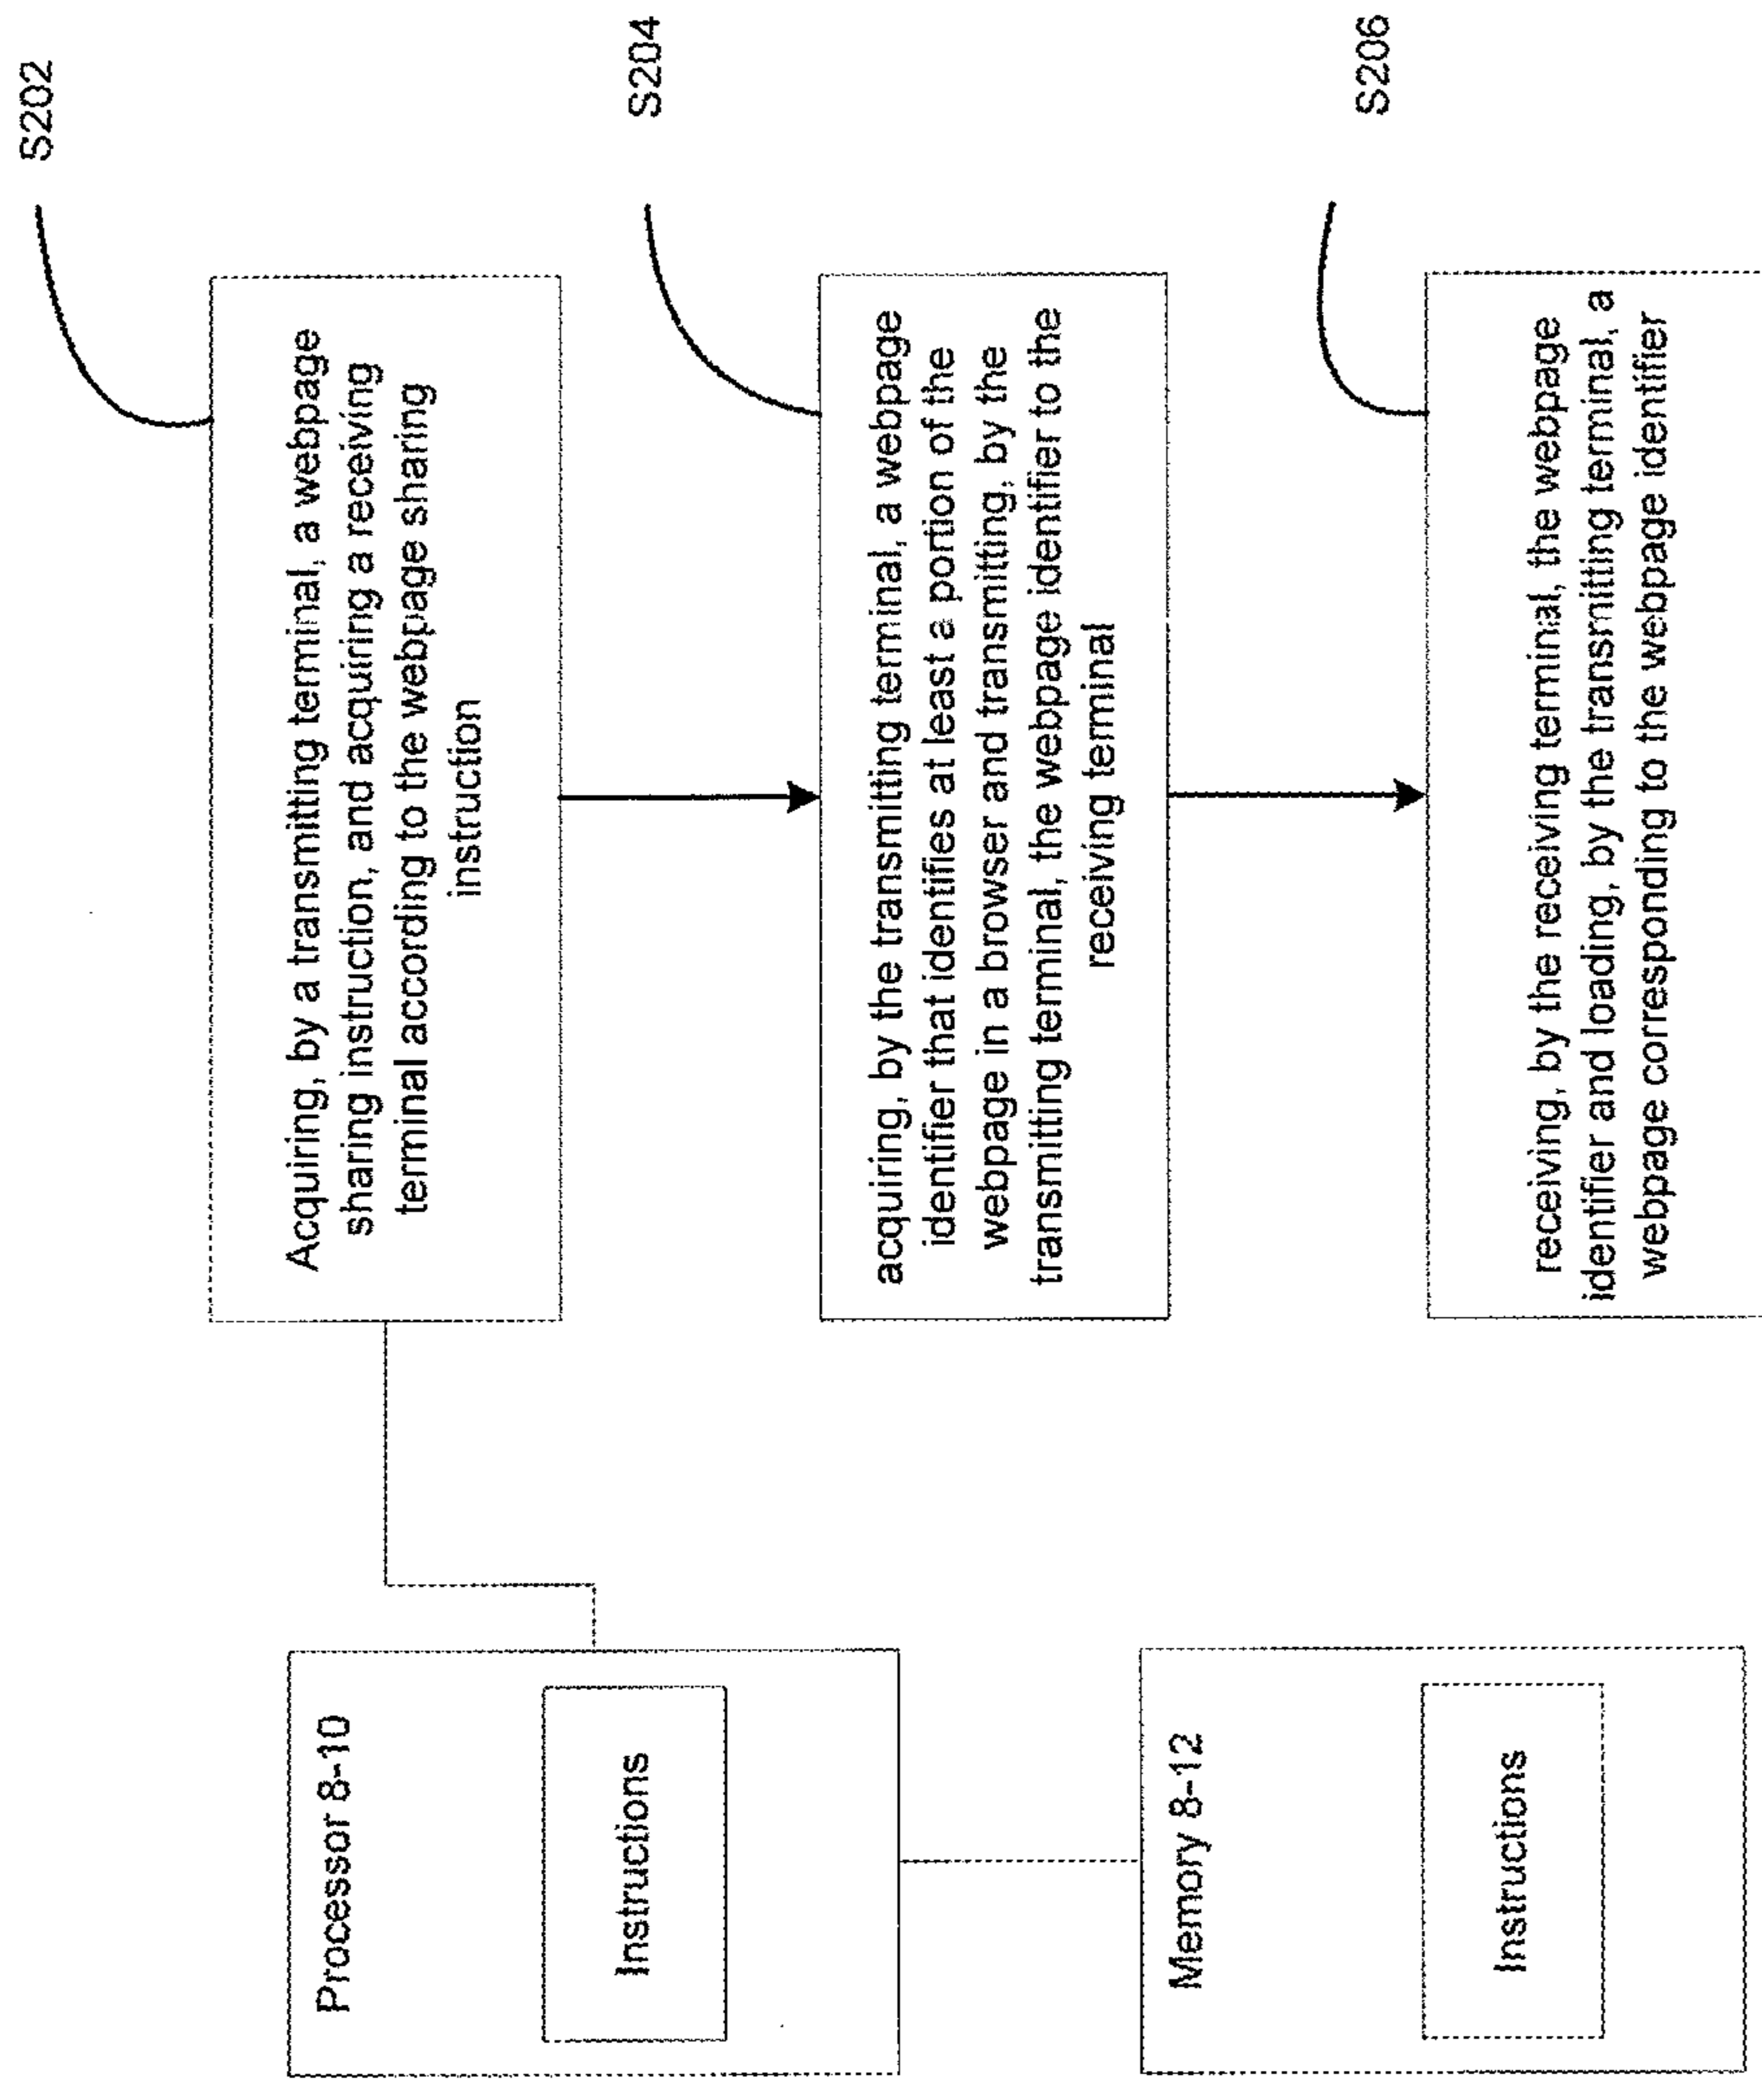 Processor 8-10
Instructions
Memory 8-12
Instructions
Acquiring, by a transmitting terminal, a webpage
sharing instruction, and acquiring a receiving
terminal according to the webpage sharing
instruction
S202
acquiring, by the transmitting terminal, a webpage
identifier that identifies at least a portion of the
webpage in a browser and transmitting, by the
transmitting terminal, the webpage identifier to the
receiving terminal
S204
receiving, by the receiving terminal, the webpage
identifier and loading, by the transmitting terminal, a
webpage corresponding to the webpage identifier
S206